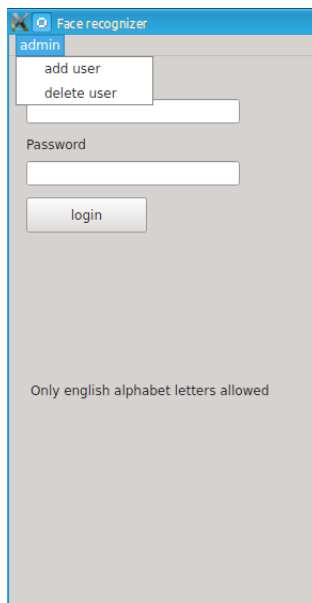 Face recognizer
admin
add user
delete user
Password
login
Only english alphabet letters allowed